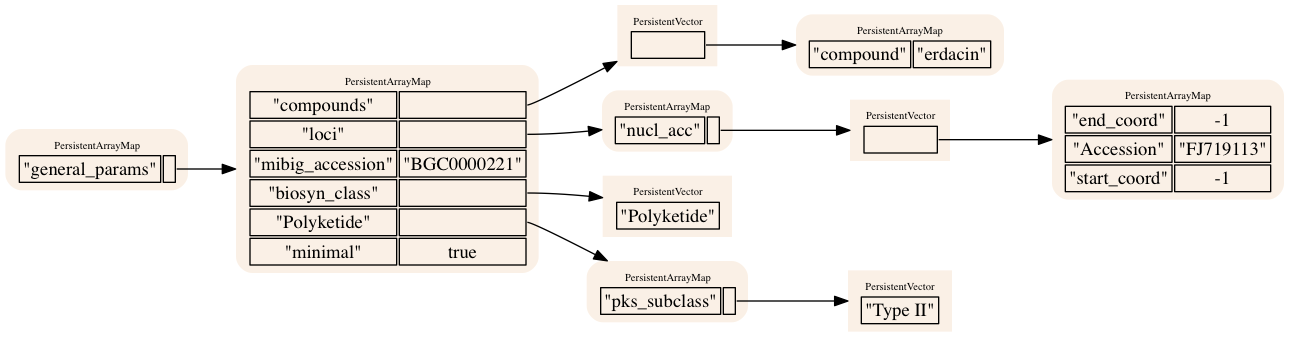 PersistentArrayMap
"general_params"
PersistentArrayMap
"compounds"
"loci"
"mibig_accession" "BGC0000221"
"biosyn_class"
"Polyketide"
"minimal" true
PersistentVector
PersistentArrayMap
"compound" "erdacin"
PersistentArrayMap
"nucl_acc"
PersistentVector
PersistentArrayMap
"end_coord" -1
"Accession" "FJ719113"
"start_coord" -1
PersistentVector
"Polyketide"
PersistentArrayMap
"pks_subclass"
PersistentVector
"Type II"